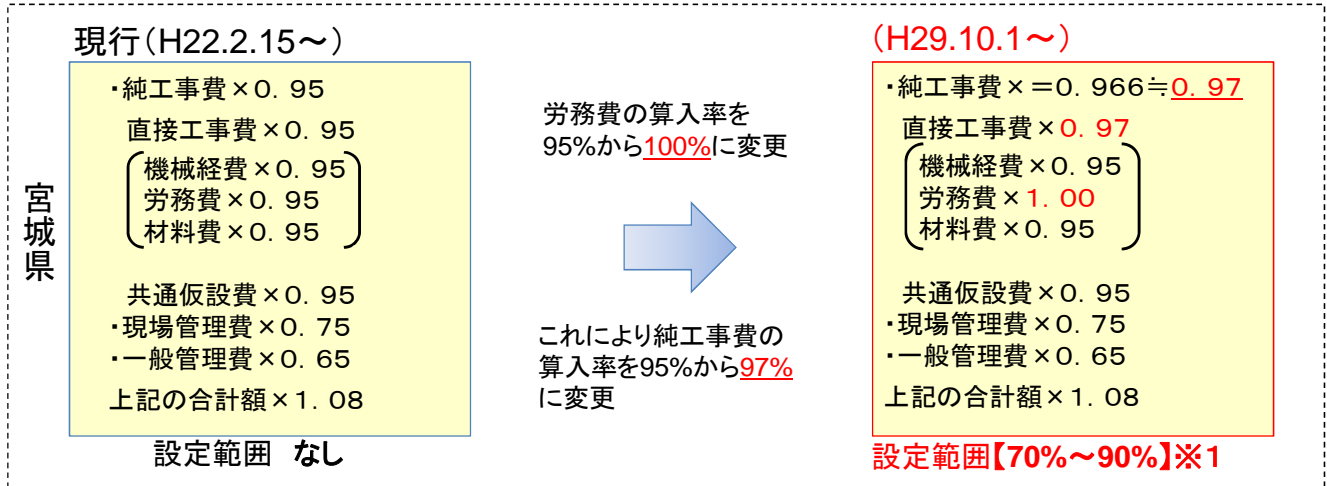 宮城県
現行(H22.2.15～)
・純工事費×０．９５
直接工事費×０．９５
機械経費×０．９５
労務費×０．９５
材料費×０．９５
共通仮設費×０．９５
・現場管理費×０．７５
・一般管理費×０．６５
上記の合計額×１．０８
設定範囲　なし
労務費の算入率を
95%から100%に変更
これにより純工事費の
算入率を95%から97%
に変更
(H29.10.1～)
・純工事費×＝０．９６６≒０．９７
直接工事費×０．９７
機械経費×０．９５
労務費×１．００
材料費×０．９５
共通仮設費×０．９５
・現場管理費×０．７５
・一般管理費×０．６５
上記の合計額×１．０８
設定範囲【70%～90%】※１